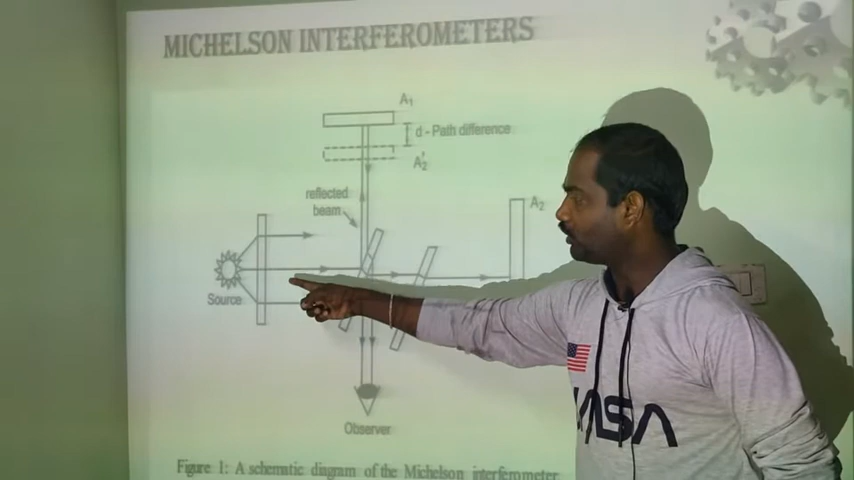 MICHELSON INTERFEROMETERS
A1
d - Path difference
A'2
reflected
beam
A2
Source
Observer
NASA
Figure 1: A schematic diagram of the Michelson interferometer